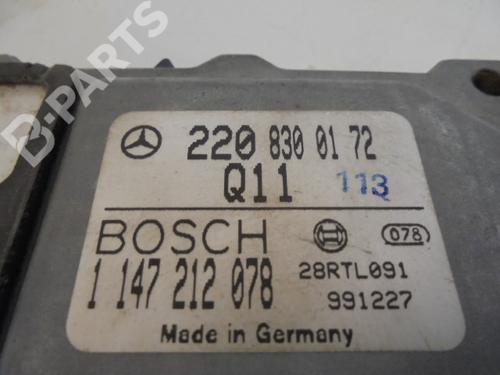 B-PARTS
220 830 01 72
Q11 113
BOSCH 078
1 147 212 078 28RTL091
991227
Made in Germany